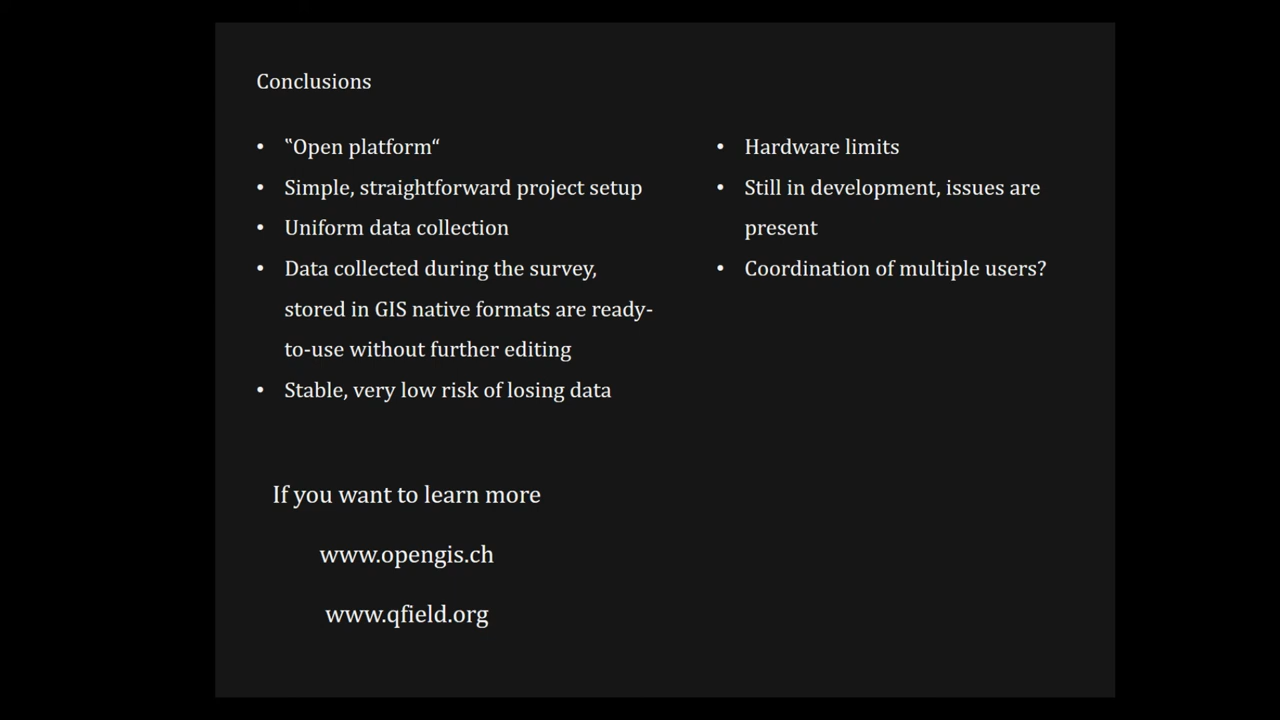 Conclusions
• ‟Open platform“
• Simple, straightforward project setup
• Uniform data collection
• Data collected during the survey,
stored in GIS native formats are ready-
to-use without further editing
• Stable, very low risk of losing data
• Hardware limits
• Still in development, issues are
present
• Coordination of multiple users?
If you want to learn more
www.opengis.ch
www.qfield.org